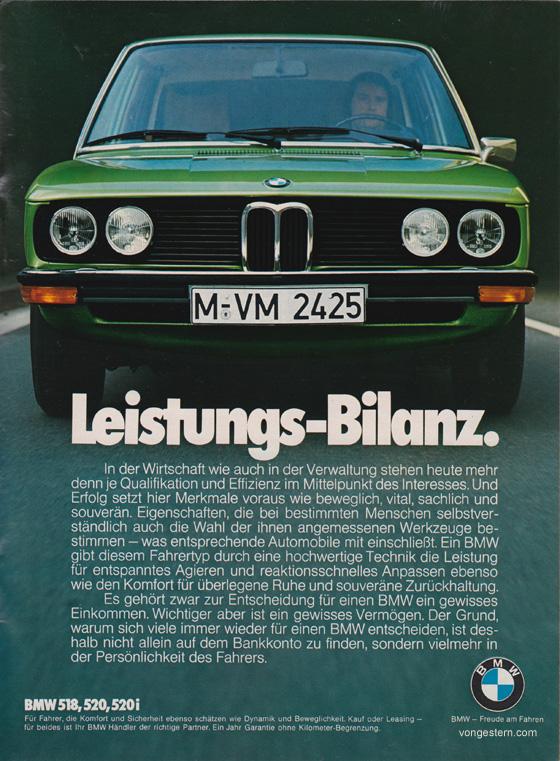 M-VM 2425
Leistungs-Bilanz.
In der Wirtschaft wie auch in der Verwaltung stehen heute mehr
denn je Qualifikation und Effizienz im Mittelpunkt des Interesses. Und
Erfolg setzt hier Merkmale voraus wie beweglich, vital, sachlich und
souverän. Eigenschaften, die bei bestimmten Menschen selbstver-
ständlich auch die Wahl der ihnen angemessenen Werkzeuge be-
stimmen – was entsprechende Automobile mit einschließt. Ein BMW
gibt diesem Fahrertyp durch eine hochwertige Technik die Leistung
für entspanntes Agieren und reaktionsschnelles Anpassen ebenso
wie den Komfort für überlegene Ruhe und souveräne Zurückhaltung.
Es gehört zwar zur Entscheidung für einen BMW ein gewisses
Einkommen. Wichtiger aber ist ein gewisses Vermögen. Der Grund,
warum sich viele immer wieder für einen BMW entscheiden, ist des-
halb nicht allein auf dem Bankkonto zu finden, sondern vielmehr in
der Persönlichkeit des Fahrers.
BMW 518, 520, 520i
Für Fahrer, die Komfort und Sicherheit ebenso schätzen wie Dynamik und Beweglichkeit. Kauf oder Leasing –
für beides ist Ihr BMW Händler der richtige Partner. Ein Jahr Garantie ohne Kilometer-Begrenzung.
BMW
BMW – Freude am Fahren
vongestern.com